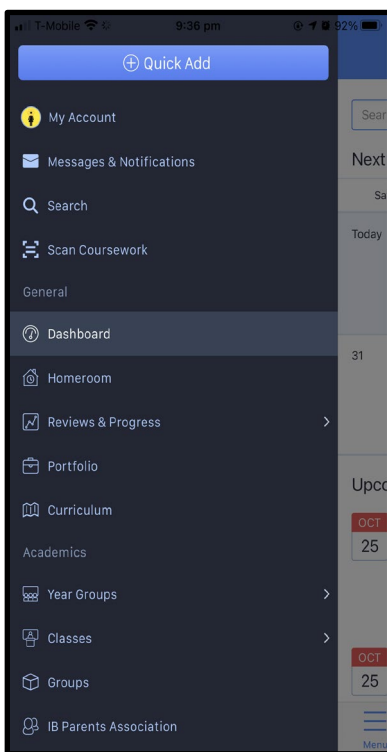 T-Mobile 9:36 pm 92%
Quick Add
My Account
Messages & Notifications
Search
Scan Coursework
General
Dashboard
Homeroom
Reviews & Progress
Portfolio
Curriculum
Academics
Year Groups
Classes
Groups
IB Parents Association
Sear
Next
Sa
Today
31
Upco
OCT
25
OCT
25
Menu